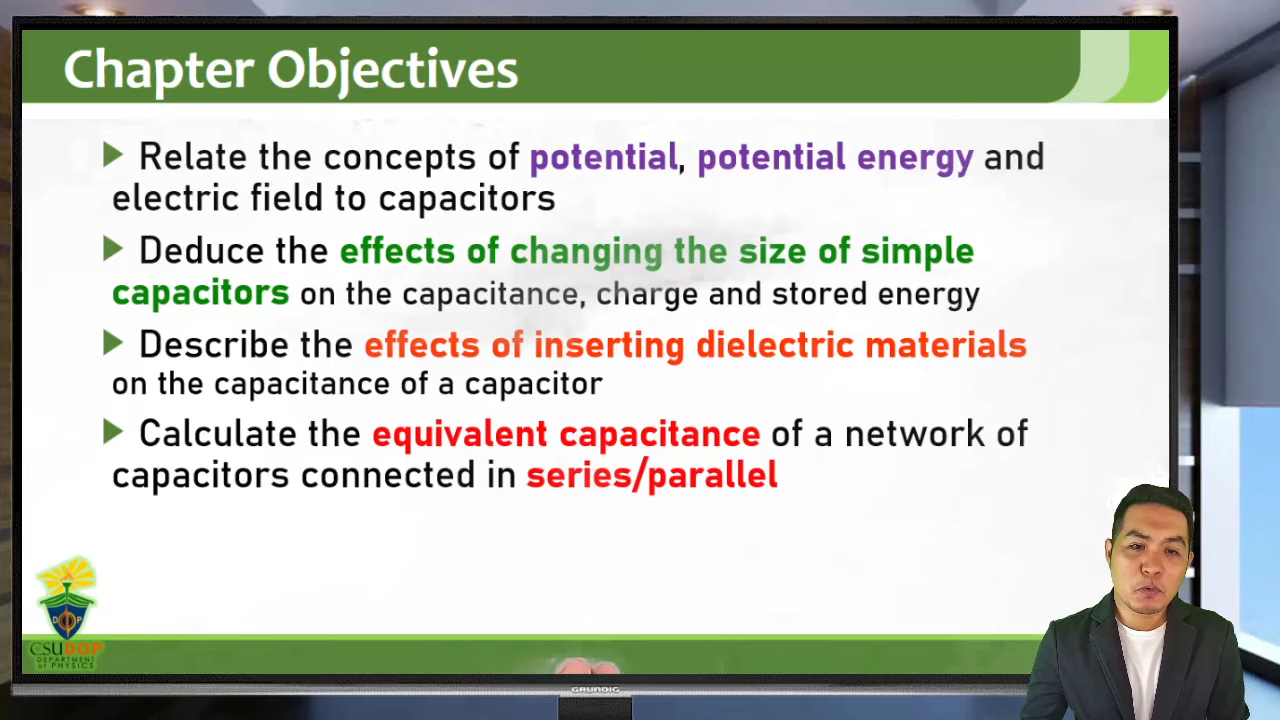 Chapter Objectives
Relate the concepts of potential, potential energy and
electric field to capacitors
Deduce the effects of changing the size of simple
capacitors on the capacitance, charge and stored energy
Describe the effects of inserting dielectric materials
on the capacitance of a capacitor
Calculate the equivalent capacitance of a network of
capacitors connected in series/parallel
D P
CSUDOP
DEPARTMENT
of PHYSICS
GRUNDIG